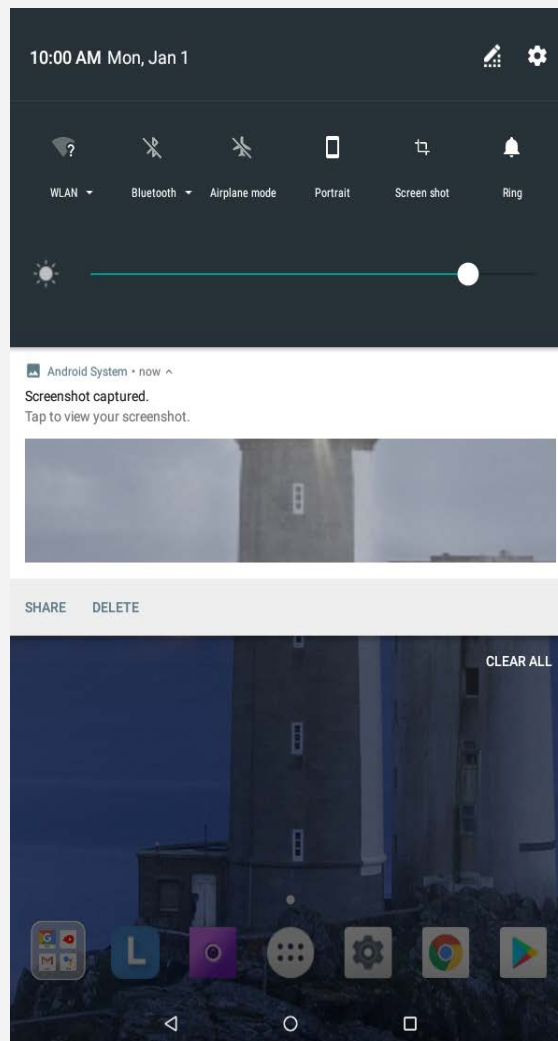 10:00 AM Mon, Jan 1
WLAN Bluetooth Airplane mode Portrait Screen shot Ring
Android System • now
Screenshot captured.
Tap to view your screenshot.
SHARE DELETE
CLEAR ALL
L